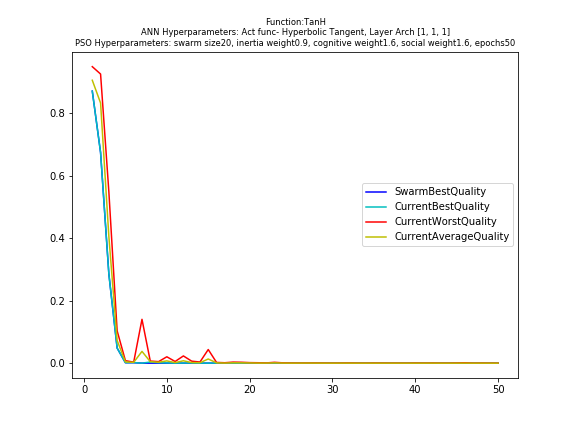 Function:TanH
ANN Hyperparameters: Act func- Hyperbolic Tangent, Layer Arch [1, 1, 1]
PSO Hyperparameters: swarm size20, inertia weight0.9, cognitive weight1.6, social weight1.6, epochs50
0.8
0.6
0.4
0.2
0.0
SwarmBestQuality
CurrentBestQuality
CurrentWorstQuality
CurrentAverageQuality
0 10 20 30 40 50